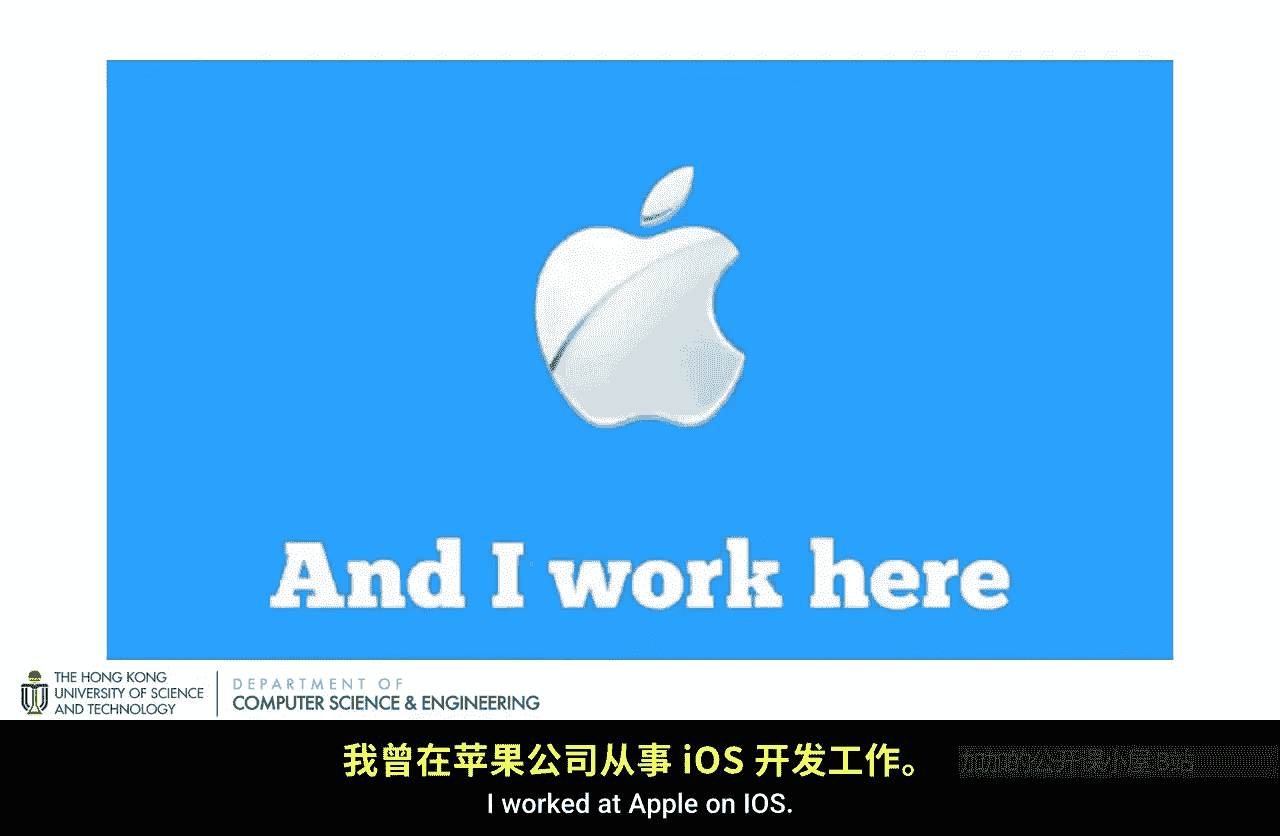 And I work here
THE HONG KONG
UNIVERSITY OF SCIENCE
AND TECHNOLOGY
DEPARTMENT OF
COMPUTER SCIENCE & ENGINEERING
我曾在苹果公司从事 iOS 开发工作。
I worked at Apple on IOS.